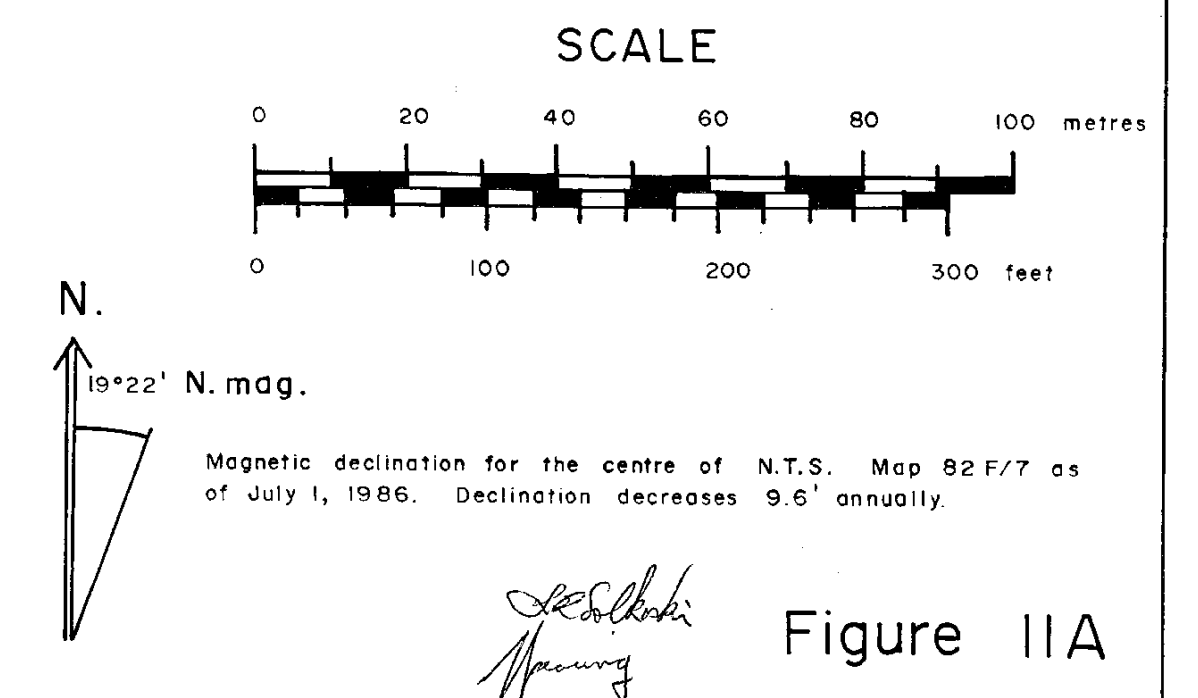 SCALE
0 20 40 60 80 100 metres
0 100 200 300 feet
N.
19°22' N. mag.
Magnetic declination for the centre of N.T.S. Map 82 F/7 as
of July 1, 1986. Declination decreases 9.6' annually.
Figure 11A